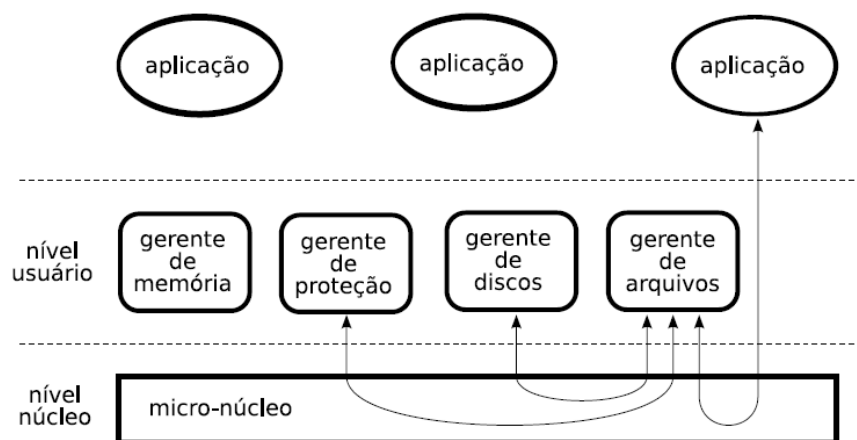 aplicação
aplicação
aplicação
nível
usuário
gerente
de
memória
gerente
de
proteção
gerente
de
discos
gerente
de
arquivos
nível
núcleo
micro-núcleo